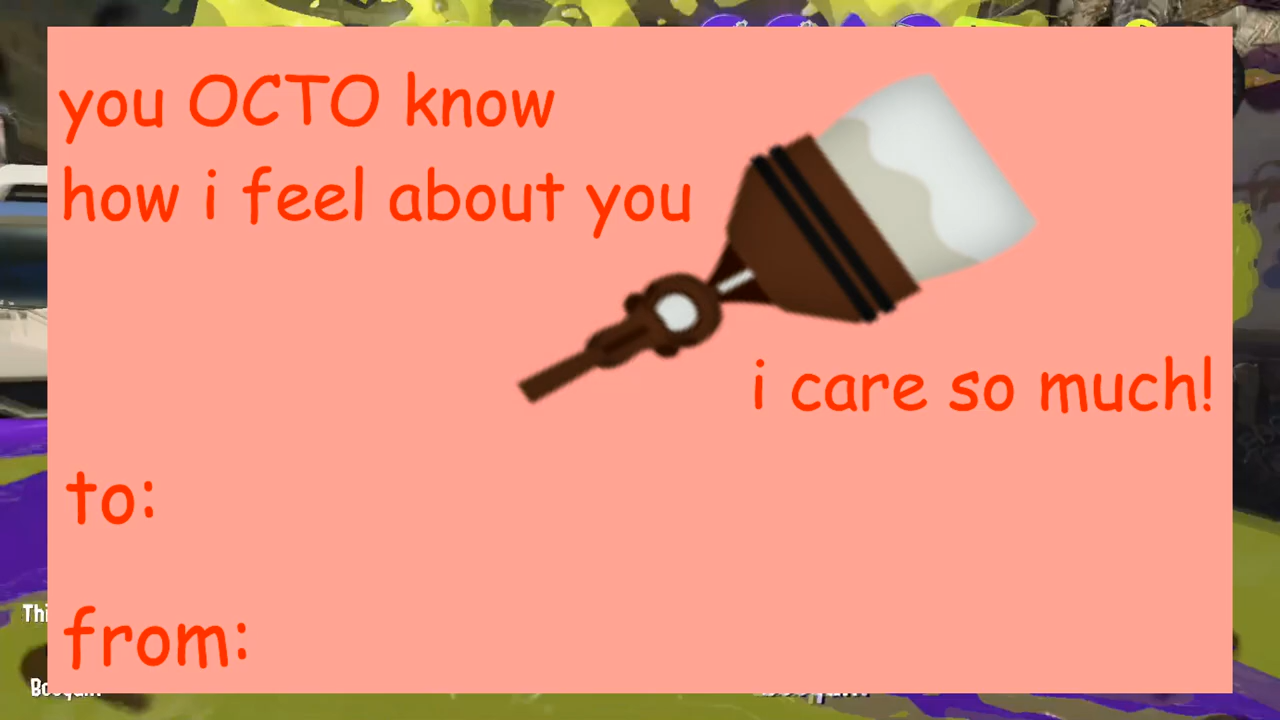 you OCTO know
how i feel about you
i care so much!
to:
from: